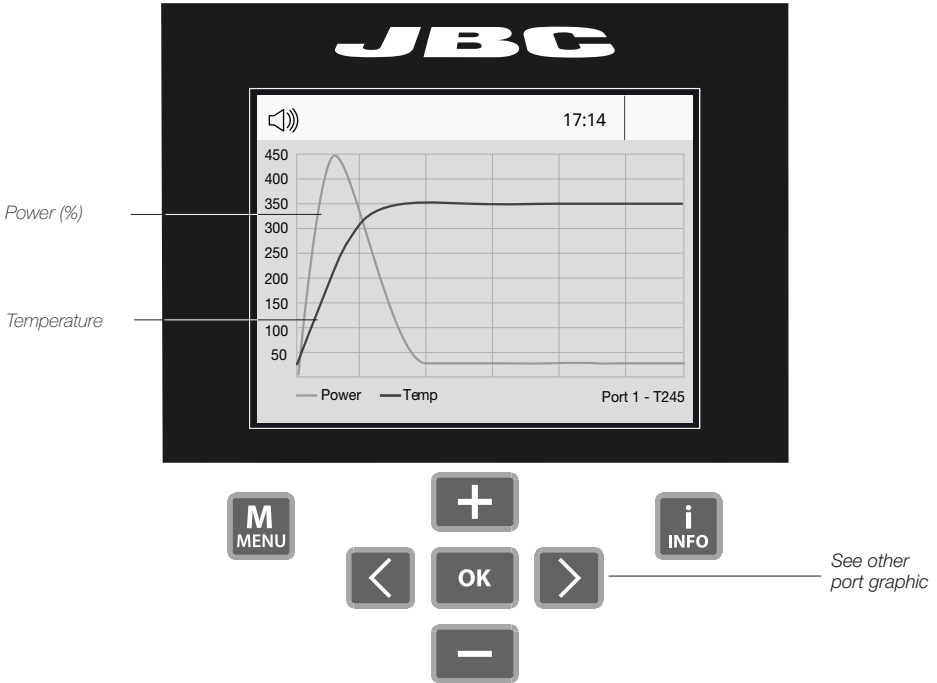 JBC
17:14
450
400
350
300
250
200
150
100
50
Power (%)
Temperature
Power
Temp
Port 1 - T245
M
MENU
i
INFO
OK
See other
port graphic